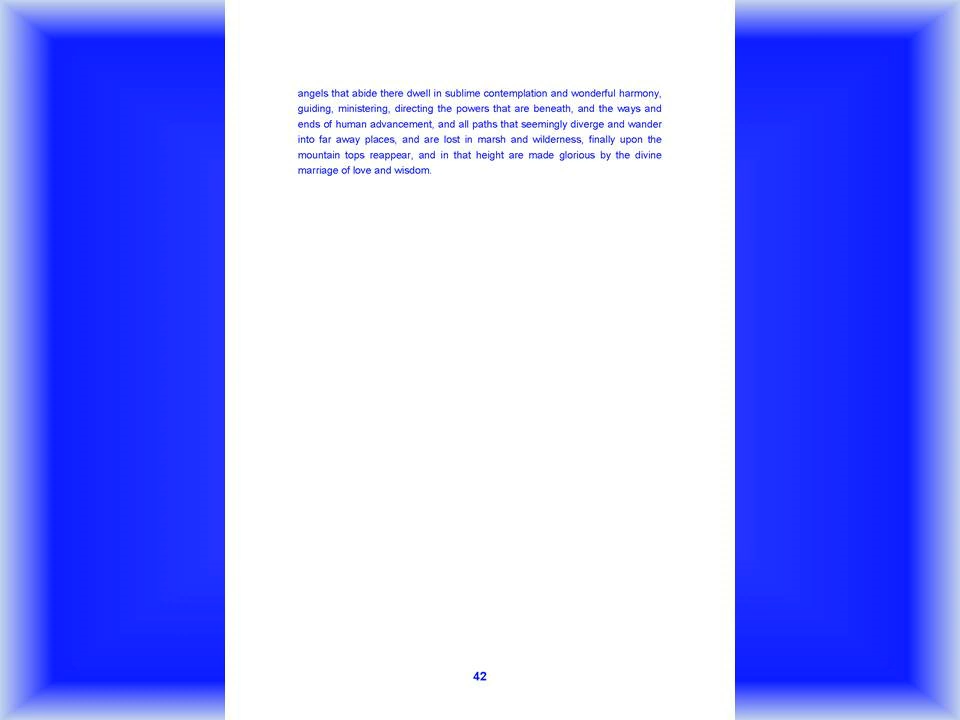 angels that abide there dwell in sublime contemplation and wonderful harmony,
guiding, ministering, directing the powers that are beneath, and the ways and
ends of human advancement, and all paths that seemingly diverge and wander
into far away places, and are lost in marsh and wilderness, finally upon the
mountain tops reappear, and in that height are made glorious by the divine
marriage of love and wisdom.
42